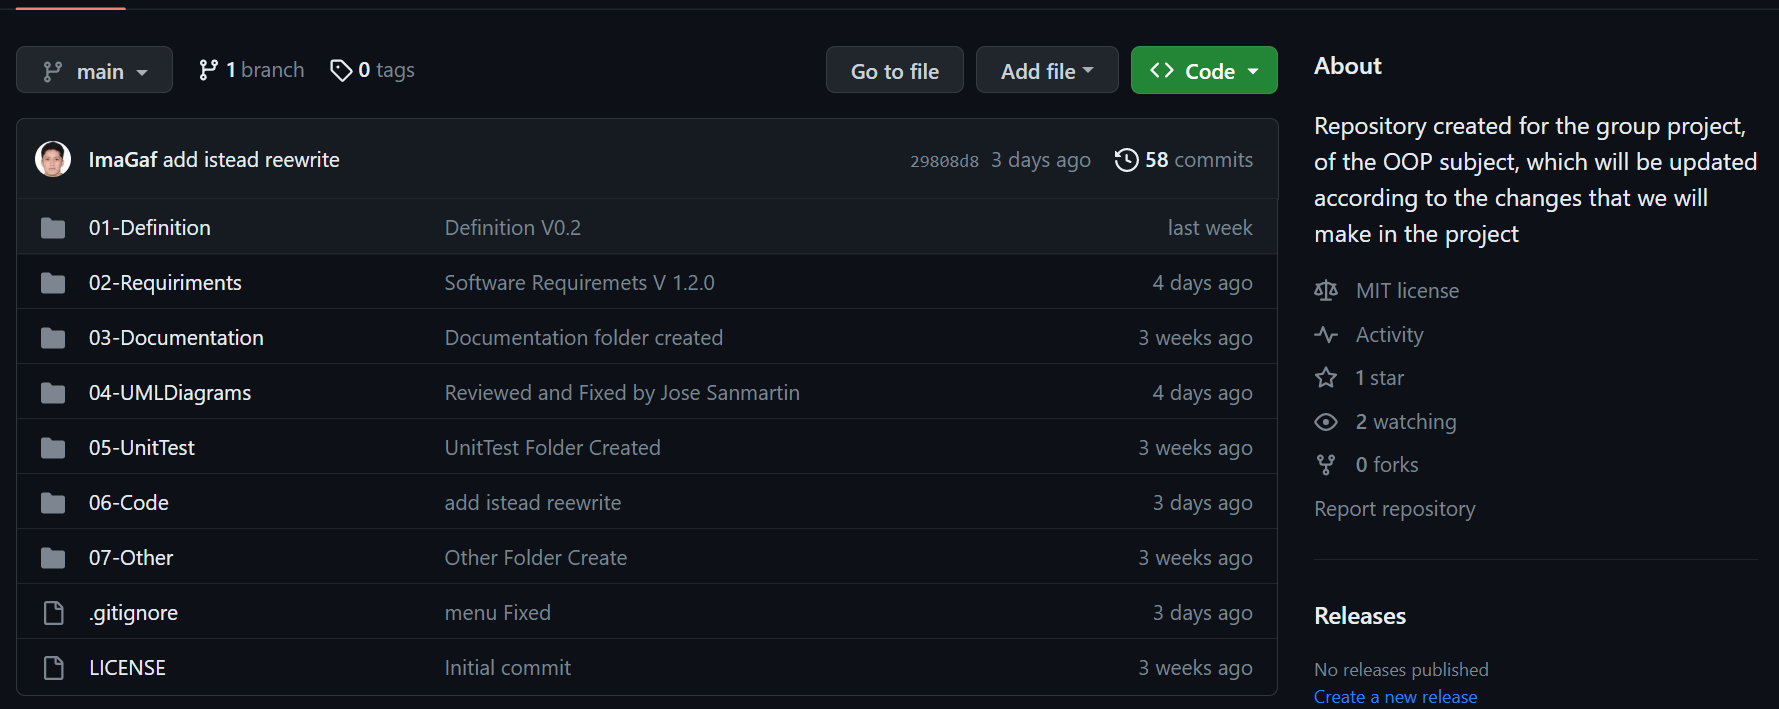 main
1 branch
0 tags
Go to file
Add file
Code
ImaGaf add istead reewrite
29808d8 3 days ago
58 commits
01-Definition Definition V0.2 last week
02-Requiriments Software Requiremets V 1.2.0 4 days ago
03-Documentation Documentation folder created 3 weeks ago
04-UMLDiagrams Reviewed and Fixed by Jose Sanmartin 4 days ago
05-UnitTest UnitTest Folder Created 3 weeks ago
06-Code add istead reewrite 3 days ago
07-Other Other Folder Create 3 weeks ago
.gitignore menu Fixed 3 days ago
LICENSE Initial commit 3 weeks ago
About
Repository created for the group project,
of the OOP subject, which will be updated
according to the changes that we will
make in the project
MIT license
Activity
1 star
2 watching
0 forks
Report repository
Releases
No releases published
Create a new release